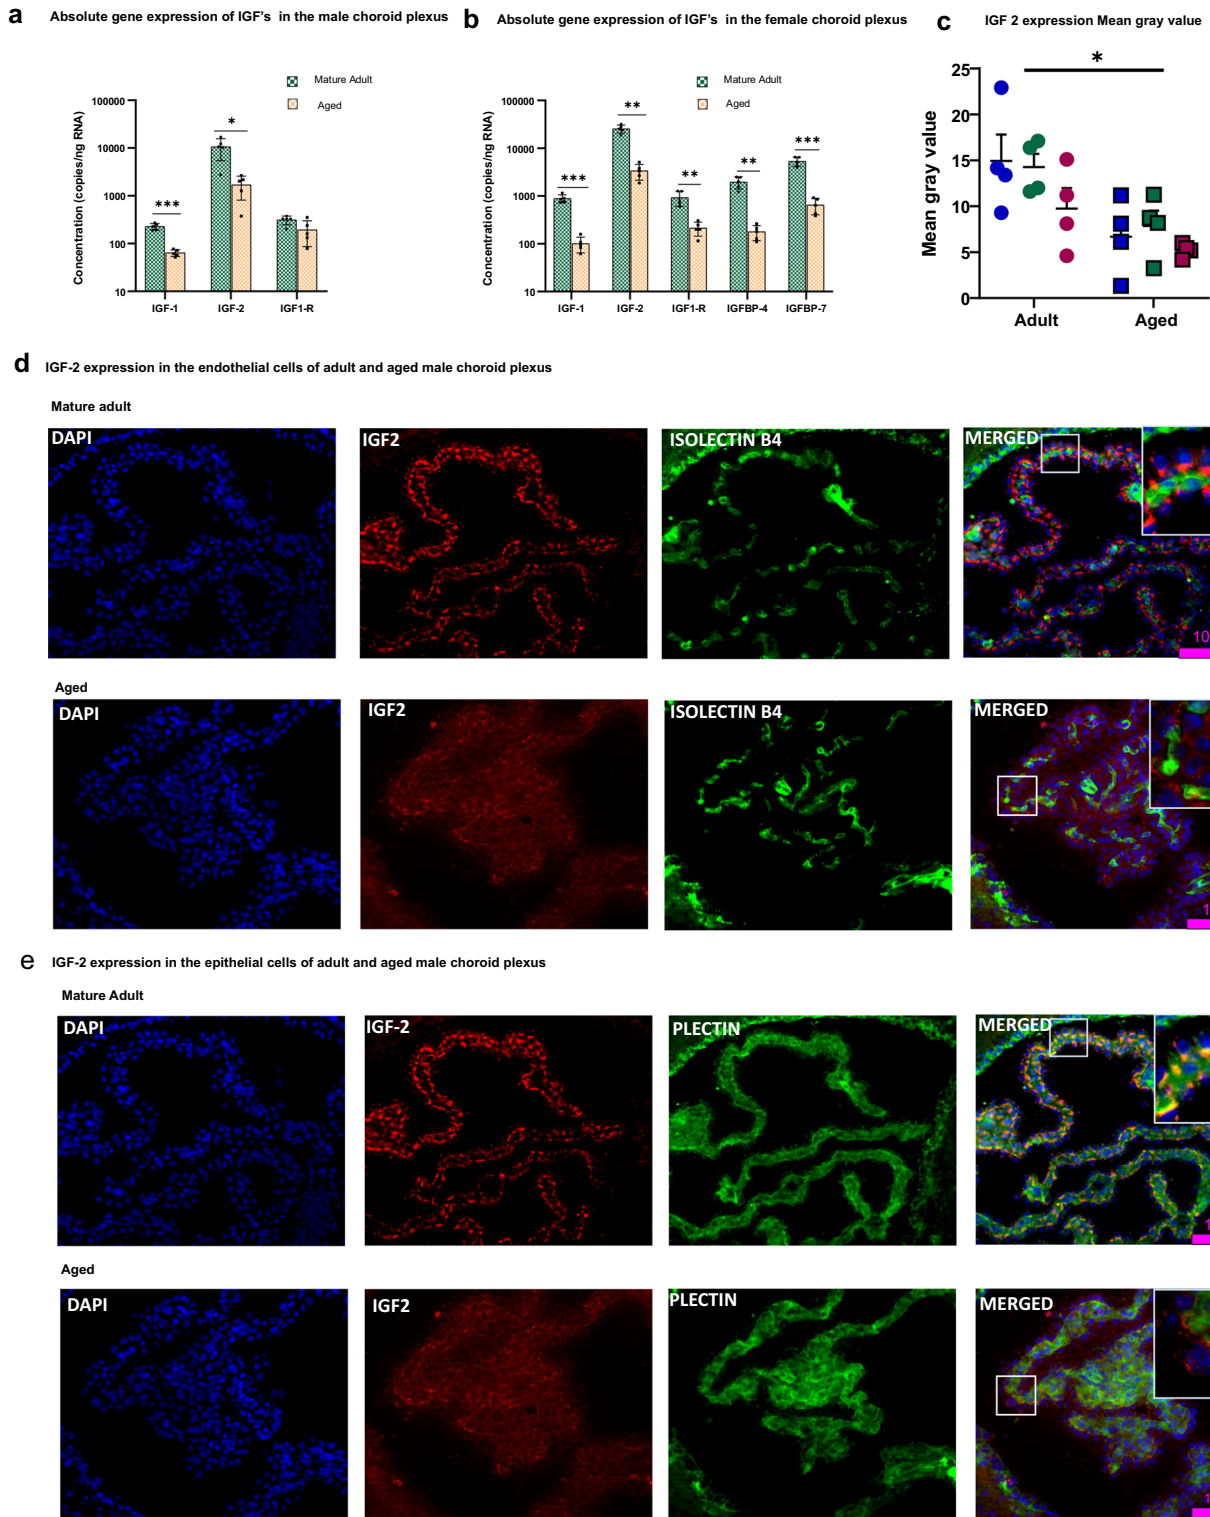 a Absolute gene expression of IGF's in the male choroid plexus
Mature Adult
Aged
Concentration (copies/ng RNA)
100000
10000
1000
100
10
***
*
IGF-1 IGF-2 IGF1-R
b Absolute gene expression of IGF's in the female choroid plexus
Mature Adult
Aged
Concentration (copies/ng RNA)
100000
10000
1000
100
10
***
**
**
**
***
IGF-1 IGF-2 IGF1-R IGFBP-4 IGFBP-7
c IGF 2 expression Mean gray value
*
Mean gray value
25
20
15
10
5
0
Adult Aged
d IGF-2 expression in the endothelial cells of adult and aged male choroid plexus
Mature adult
DAPI IGF2 ISOLECTIN B4 MERGED
10
Aged
DAPI IGF2 ISOLECTIN B4 MERGED
1
e IGF-2 expression in the epithelial cells of adult and aged male choroid plexus
Mature Adult
DAPI IGF-2 PLECTIN MERGED
1
Aged
DAPI IGF2 PLECTIN MERGED
1